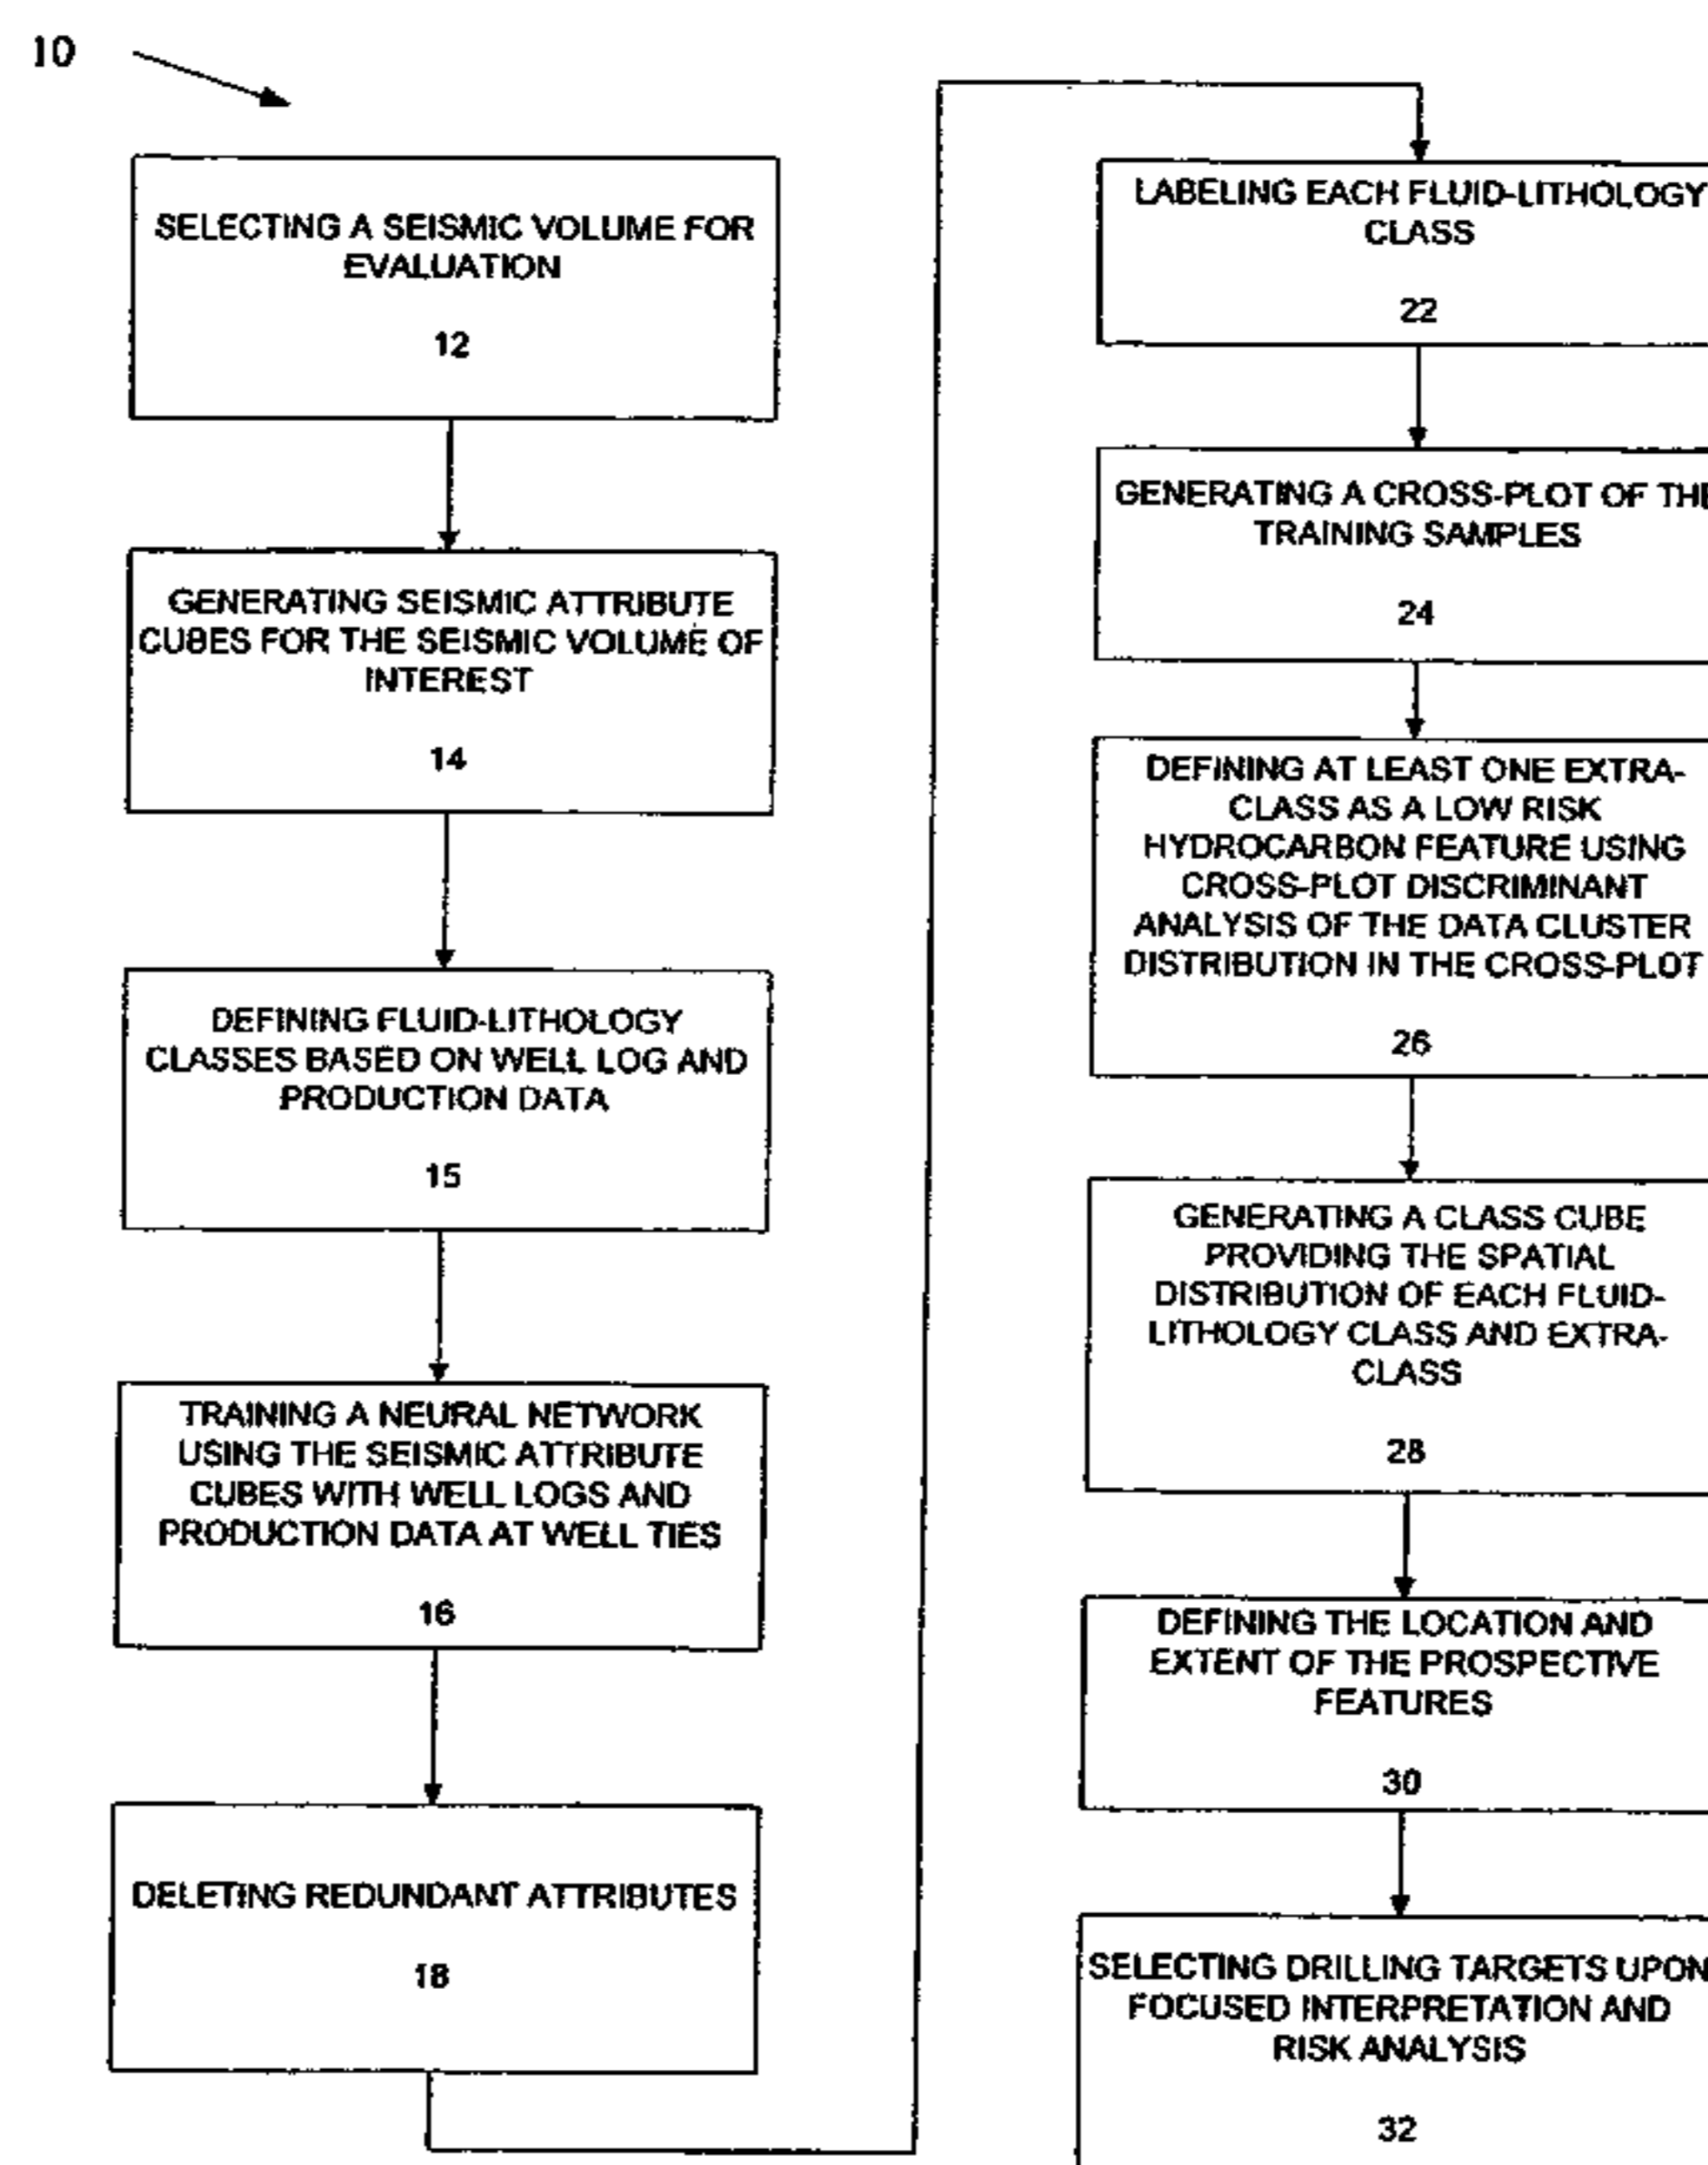 10
SELECTING A SEISMIC VOLUME FOR
EVALUATION
12
GENERATING SEISMIC ATTRIBUTE
CUBES FOR THE SEISMIC VOLUME OF
INTEREST
14
DEFINING FLUID-LITHOLOGY
CLASSES BASED ON WELL LOG AND
PRODUCTION DATA
15
TRAINING A NEURAL NETWORK
USING THE SEISMIC ATTRIBUTE
CUBES WITH WELL LOGS AND
PRODUCTION DATA AT WELL TIES
16
DELETING REDUNDANT ATTRIBUTES
18
LABELING EACH FLUID-LITHOLOGY
CLASS
22
GENERATING A CROSS-PLOT OF THE
TRAINING SAMPLES
24
DEFINING AT LEAST ONE EXTRA-
CLASS AS A LOW RISK
HYDROCARBON FEATURE USING
CROSS-PLOT DISCRIMINANT
ANALYSIS OF THE DATA CLUSTER
DISTRIBUTION IN THE CROSS-PLOT
26
GENERATING A CLASS CUBE
PROVIDING THE SPATIAL
DISTRIBUTION OF EACH FLUID-
LITHOLOGY CLASS AND EXTRA-
CLASS
28
DEFINING THE LOCATION AND
EXTENT OF THE PROSPECTIVE
FEATURES
30
SELECTING DRILLING TARGETS UPON
FOCUSED INTERPRETATION AND
RISK ANALYSIS
32